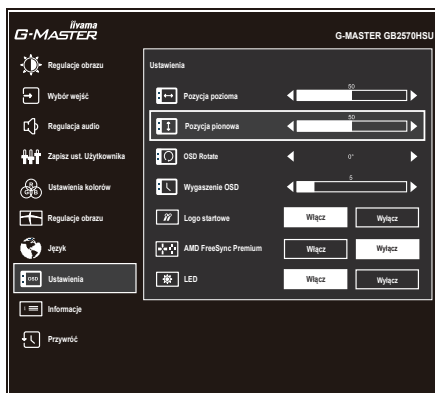 iiyama
G-MASTER
G-MASTER GB2570HSU
Regulacje obrazu
Wybór wejść
Regulacja audio
Zapisz ust. Użytkownika
Ustawienia kolorów
R
G B
Regulacje obrazu
Język
OSD
Ustawienia
Informacje
Przywróć
Ustawienia
Pozycja pozioma
50
Pozycja pionowa
50
OSD Rotate
0°
Wygaszenie OSD
5
Logo startowe
Włącz
Wyłącz
AMD FreeSync Premium
Włącz
Wyłącz
LED
Włącz
Wyłącz